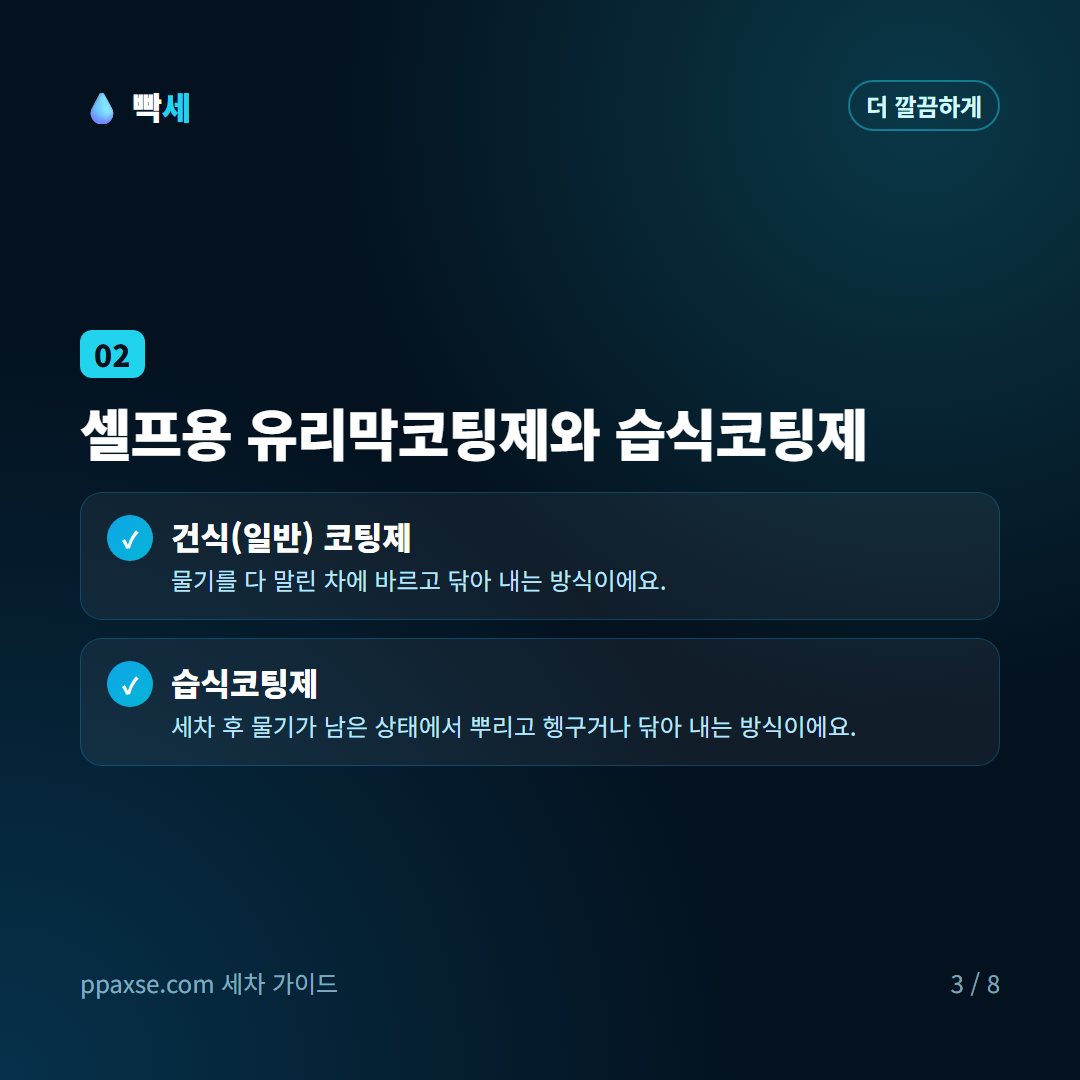 빡세
더 깔끔하게
02
셀프용 유리막코팅제와 습식코팅제
건식(일반) 코팅제
물기를 다 말린 차에 바르고 닦아 내는 방식이에요.
습식코팅제
세차 후 물기가 남은 상태에서 뿌리고 헹구거나 닦아 내는 방식이에요.
ppaxse.com 세차 가이드
3 / 8